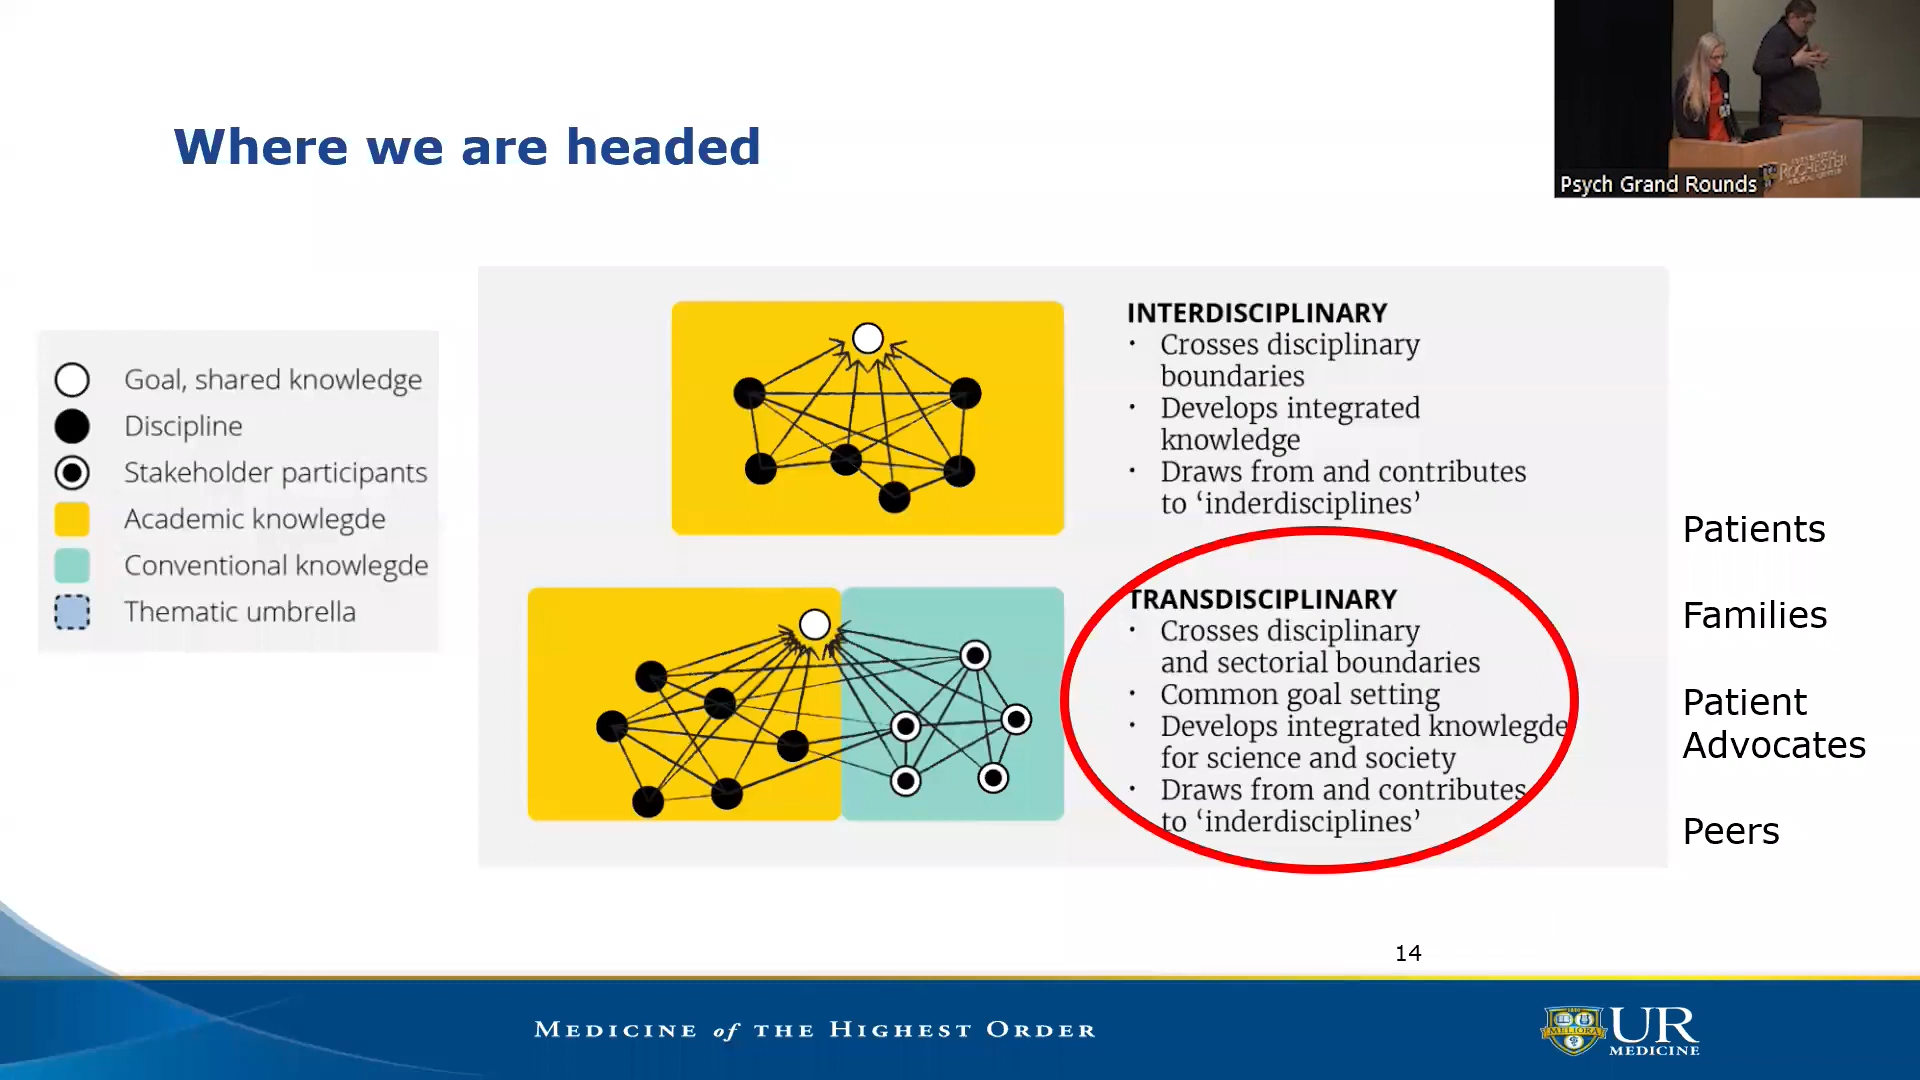 Where we are headed
Psych Grand Rounds
ROCHESTER
Goal, shared knowledge
Discipline
Stakeholder participants
Academic knowlegde
Conventional knowlegde
Thematic umbrella
INTERDISCIPLINARY
• Crosses disciplinary
boundaries
• Develops integrated
knowledge
• Draws from and contributes
to ‘inderdisciplines’
TRANSDISCIPLINARY
• Crosses disciplinary
and sectorial boundaries
• Common goal setting
• Develops integrated knowlegde
for science and society
• Draws from and contributes
to ‘inderdisciplines’
Patients
Families
Patient
Advocates
Peers
14
MEDICINE of THE HIGHEST ORDER
MELIORA
UR
MEDICINE